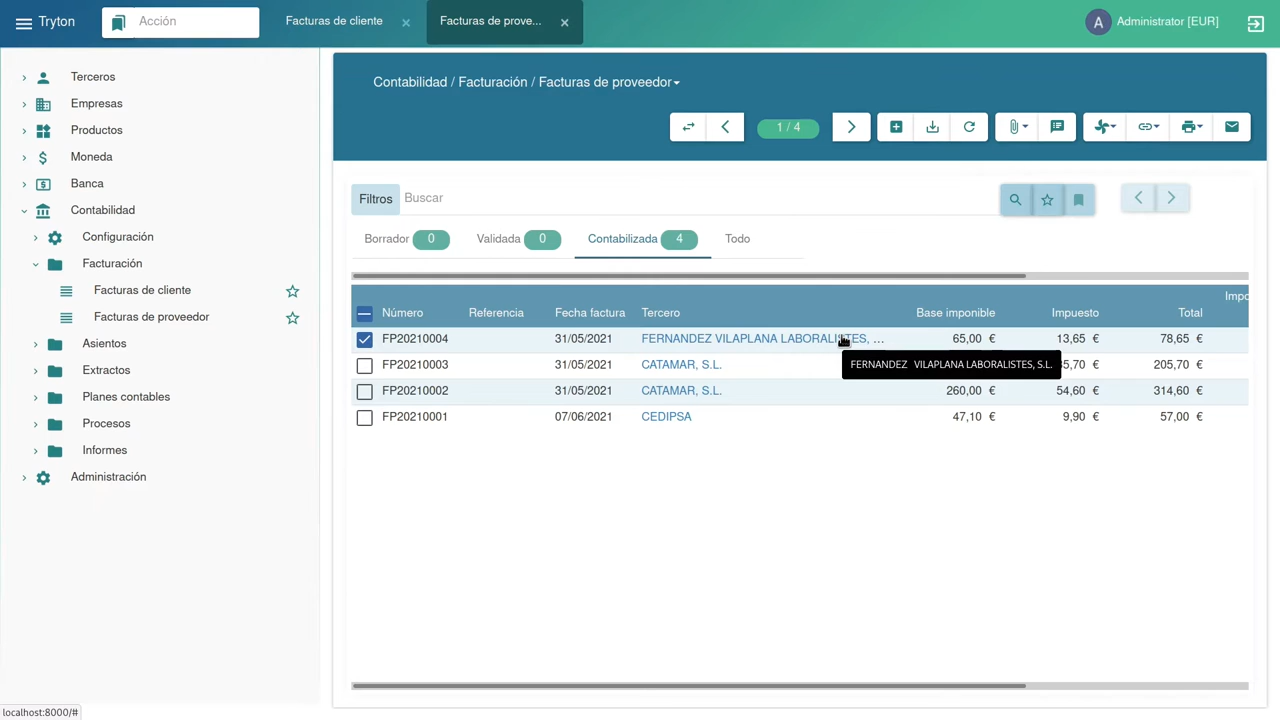 Tryton
Acción
Facturas de cliente
Facturas de prove...
A
Administrator [EUR]
Terceros
Empresas
Productos
Moneda
Banca
Contabilidad
Configuración
Facturación
Facturas de cliente
Facturas de proveedor
Asientos
Extractos
Planes contables
Procesos
Informes
Administración
localhost:8000/#
Contabilidad / Facturación / Facturas de proveedor
1 / 4
Filtros Buscar
Borrador 0 Validada 0 Contabilizada 4 Todo
Número Referencia Fecha factura Tercero Base imponible Impuesto Total Impo
FP20210004 31/05/2021 FERNANDEZ VILAPLANA LABORALISTES, ... 65,00 € 13,65 € 78,65 €
FERNANDEZ VILAPLANA LABORALISTES, S.L.
FP20210003 31/05/2021 CATAMAR, S.L. 5,70 € 205,70 €
FP20210002 31/05/2021 CATAMAR, S.L. 260,00 € 54,60 € 314,60 €
FP20210001 07/06/2021 CEDIPSA 47,10 € 9,90 € 57,00 €